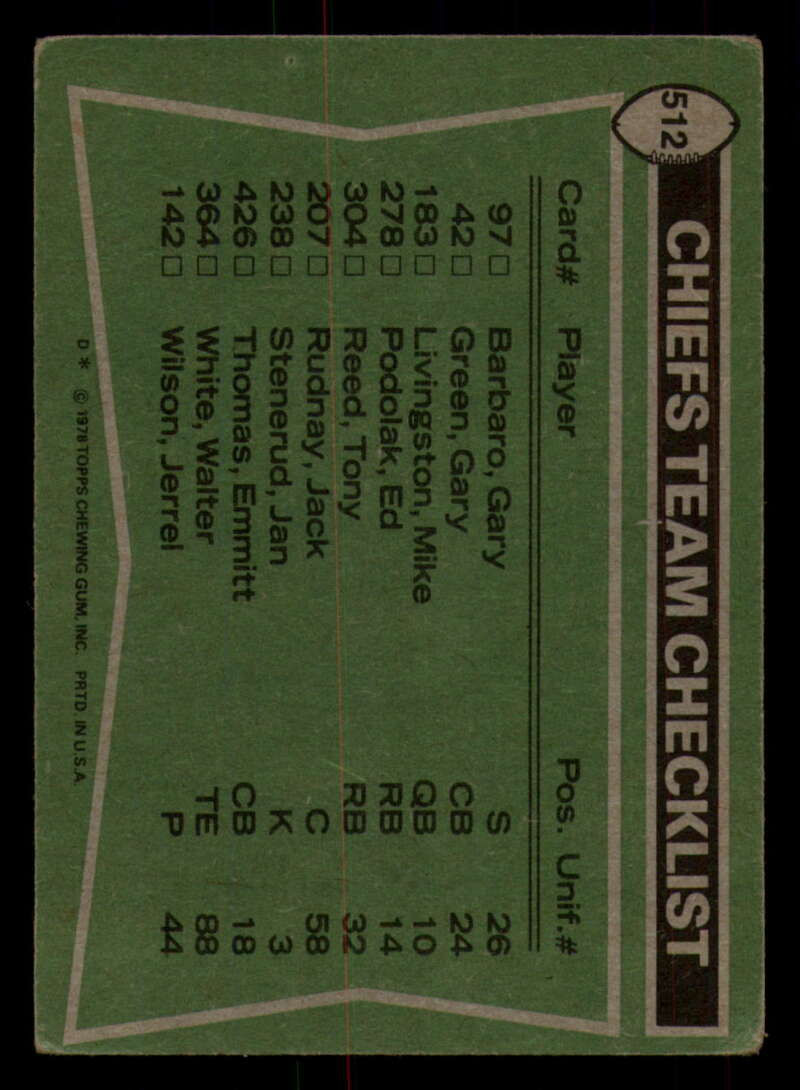 512
CHIEFS TEAM CHECKLIST
Card# Player Pos. Unif.#
97 □ Barbaro, Gary S 26
42 □ Green, Gary CB 24
183 □ Livingston, Mike QB 10
278 □ Podolak, Ed RB 14
304 □ Reed, Tony RB 32
207 □ Rudnay, Jack C 58
238 □ Stenerud, Jan K 3
426 □ Thomas, Emmitt CB 18
364 □ White, Walter TE 88
142 □ Wilson, Jerrel P 44
D * © 1978 TOPPS CHEWING GUM, INC. PRTD. IN U.S.A.